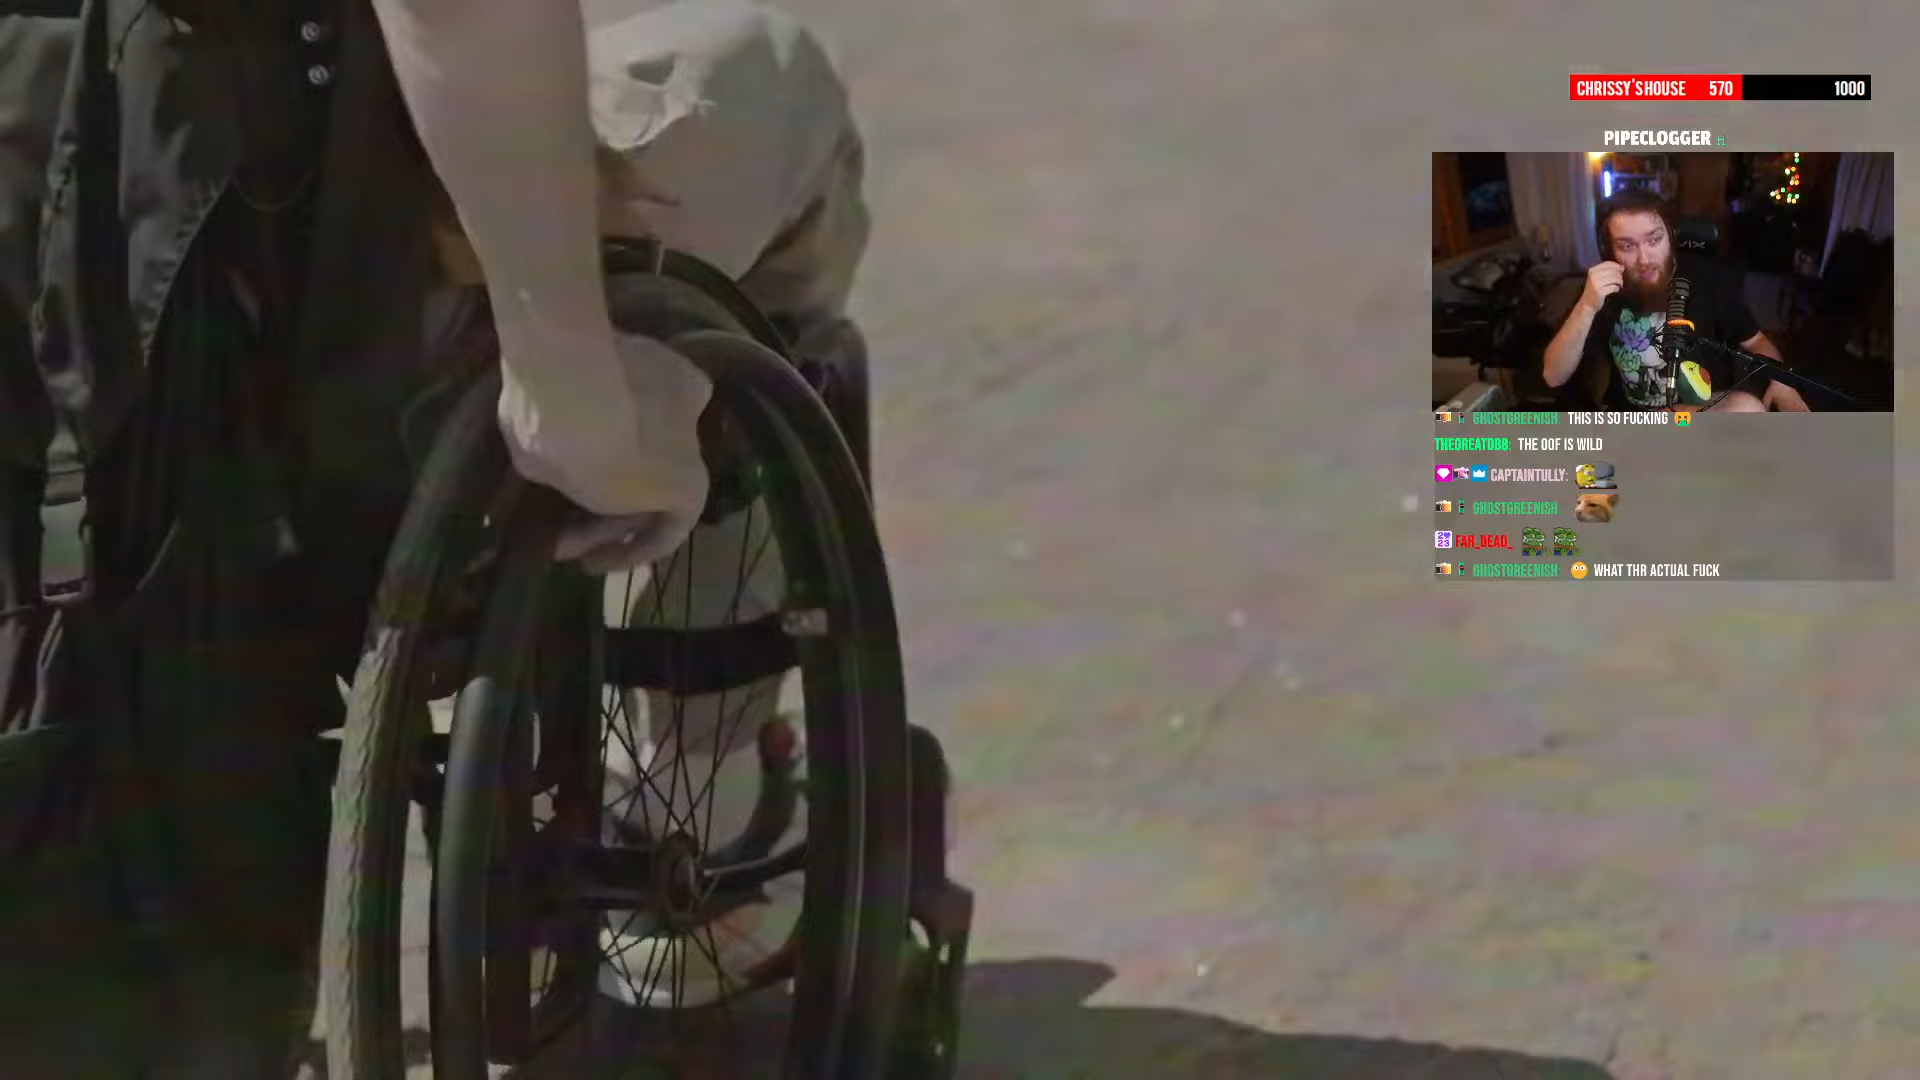 CHRISSY'S HOUSE 570 1000
PIPECLOGGER
GHOSTGREENISH THIS IS SO FUCKING
THEGREATDBB: THE OOF IS WILD
CAPTAINTULLY:
GHOSTGREENISH
FAR_DEAD_
GHOSTGREENISH WHAT THR ACTUAL FUCK